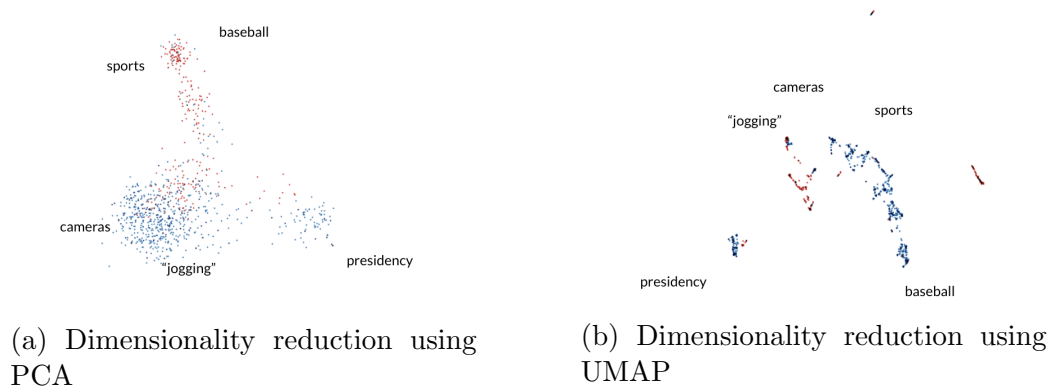 baseball
sports
cameras
"jogging"
presidency
(a) Dimensionality reduction using
PCA
cameras
sports
"jogging"
presidency
baseball
(b) Dimensionality reduction using
UMAP